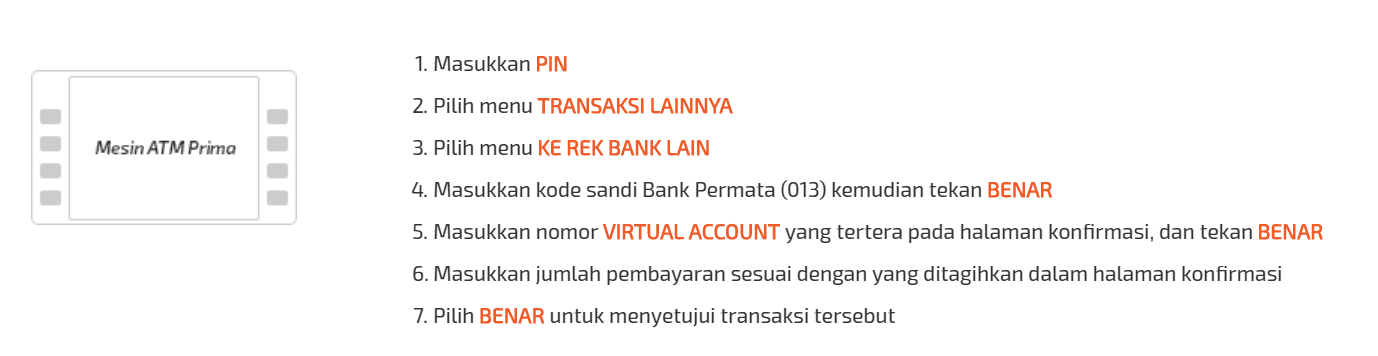 Mesin ATM Prima
1. Masukkan PIN
2. Pilih menu TRANSAKSI LAINNYA
3. Pilih menu KE REK BANK LAIN
4. Masukkan kode sandi Bank Permata (013) kemudian tekan BENAR
5. Masukkan nomor VIRTUAL ACCOUNT yang tertera pada halaman konfirmasi, dan tekan BENAR
6. Masukkan jumlah pembayaran sesuai dengan yang ditagihkan dalam halaman konfirmasi
7. Pilih BENAR untuk menyetujui transaksi tersebut